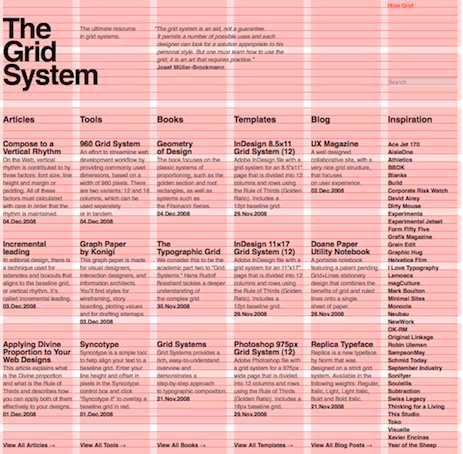 Hide Grid
The
Grid
System
The ultimate resource
in grid systems.
"The grid system is an aid, not a guarantee.
It permits a number of possible uses and each
designer can look for a solution appropriate to his
personal style. But one must learn how to use the
grid; it is an art that requires practice."
Josef Müller-Brockmann
Search
Articles
Tools
Books
Templates
Blog
Inspiration
Compose to a
Vertical Rhythm
On the Web, vertical
rhythm is contributed to by
three factors: font size, line
height and margin or
padding. All of these
factors must calculated
with care in order that the
rhythm is maintained.
04.Dec.2008
960 Grid System
An effort to streamline web
development workflow by
providing commonly used
dimensions, based on a
width of 960 pixels. There
are two variants: 12 and 16
columns, which can be
used separately
or in tandem.
04.Dec.2008
Geometry
of Design
The book focuses on the
classic systems of
proportioning, such as the
golden section and root
rectangles, as well as
systems such as
the Fibonacci Series.
04.Dec.2008
InDesign 8.5x11
Grid System (12)
Adobe InDesign file with a
grid system for an 8.5"x11"
page that is divided into 12
columns and rows using
the Rule of Thirds (Golden
Ratio). Includes a
12pt baseline grid.
29.Nov.2008
UX Magazine
A well designed
collaborative site, with a
very nice grid structure,
that focuses
on user experience.
02.Dec.2008
Incremental
leading
In editorial design, there is
a technique used for
sidenotes and boxouts that
aligns to the baseline grid,
or vertical rhythm. It's
called incremental leading.
03.Dec.2008
Graph Paper
by Konigi
This graph paper is made
for visual designers,
interaction designers, and
information architects.
You'll find styles for
wireframing, story
boarding, plotting values
and for drafting sitemaps.
03.Dec.2008
The
Typographic Grid
We consider this to be the
academic part two to "Grid
Systems." Hans Rudolf
Bosshard tackles a deeper
understanding of
the complex grid.
30.Nov.2008
InDesign 11x17
Grid System (12)
Adobe InDesign file with a
grid system for an 11"x17"
page that is divided into 12
columns and rows using
the Rule of Thirds (Golden
Ratio). Includes a
12pt baseline grid.
29.Nov.2008
Doane Paper
Utility Notebook
A portable notebook
featuring a patent pending
Grid+Lines stationery
design that combines the
benefits of grid and ruled
lines onto a single
sheet of paper.
28.Nov.2008
Applying Divine
Proportion to Your
Web Designs
This article explains what
is the Divine proportion
and what is the Rule of
Thirds and describes how
you can apply both of them
effectively to your designs.
01.Dec.2008
Syncotype
Syncotype is a simple tool
to help align your text to a
baseline grid. Enter your
line height and offset in
pixels in the Syncotype
control box and click
"Syncotype it" to overlay a
baseline grid in red.
01.Dec.2008
Grid Systems
Grid Systems provides a
rich, easy-to-understand
overview and
demonstrates a
step-by-step approach
to typographic composition.
21.Nov.2008
Photoshop 975px
Grid System (12)
Adobe Photoshop file with
a grid system for a 975px
wide page that is divided
into 12 columns and rows
using the Rule of Thirds
(Golden Ratio). Includes a
16px baseline grid.
29.Nov.2008
Replica Typeface
Replica is a new typeface
by Norm that was
designed on a strict grid
system. Available in the
following weights: Regular,
Italic, Light, Light Italic,
Bold and Bold Italic.
21.Nov.2008
Ace Jet 170
AisleOne
Athletics
BBDK
Blanka
Build
Corporate Risk Watch
David Airey
Dirty Mouse
Experimenta
Experimental Jetset
Form Fifty Five
Grafik Magazine
Grain Edit
Graphic Hug
Helvetica Film
I Love Typography
Lamosca
magCulture
Mark Boulton
Minimal Sites
Monocle
Neubau
NewWork
OK-RM
Original Linkage
Robin Uleman
SampsonMay
Schmid Today
September Industry
Sonifyer
Soulellis
Subtraction
Swiss Legacy
Thinking for a Living
This Studio
Toko
Visuelle
Xavier Encinas
Year of the Sheep
View All Articles →
View All Tools →
View All Books →
View All Templates →
View All Blog Posts →